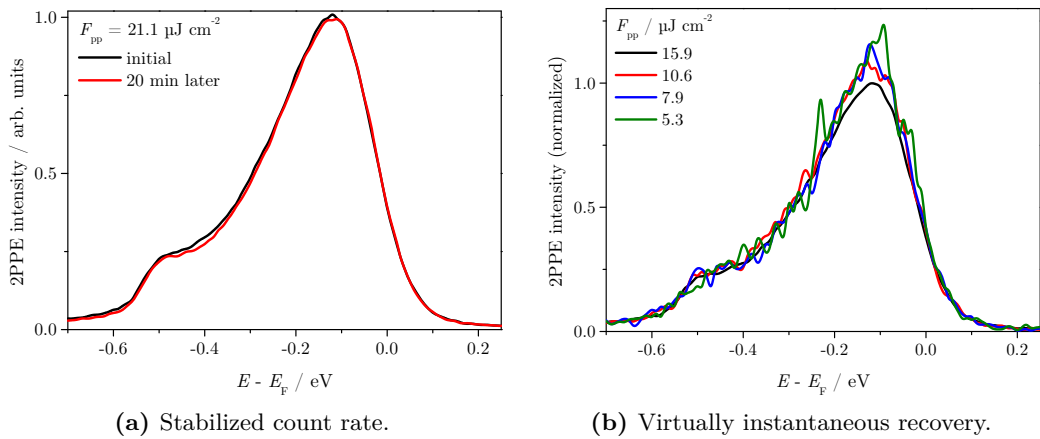 F_pp = 21.1 µJ cm⁻²
initial
20 min later
2PPE intensity / arb. units
1.0
0.5
0.0
-0.6
-0.4
-0.2
0.0
0.2
E - E_F / eV
(a) Stabilized count rate.
F_pp / µJ cm⁻²
15.9
10.6
7.9
5.3
2PPE intensity (normalized)
1.0
0.5
0.0
-0.6
-0.4
-0.2
0.0
0.2
E - E_F / eV
(b) Virtually instantaneous recovery.